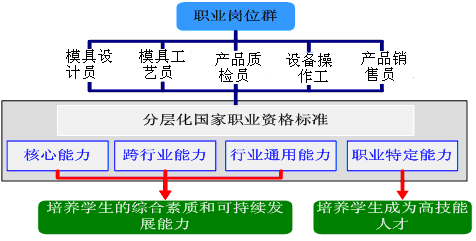 职业岗位群
模具设
计员
模具工
艺员
产品质
检员
设备操
作工
产品销
售员
分层化国家职业资格标准
核心能力
跨行业能力
行业通用能力
职业特定能力
培养学生的综合素质和可持续发
展能力
培养学生成为高技能
人才